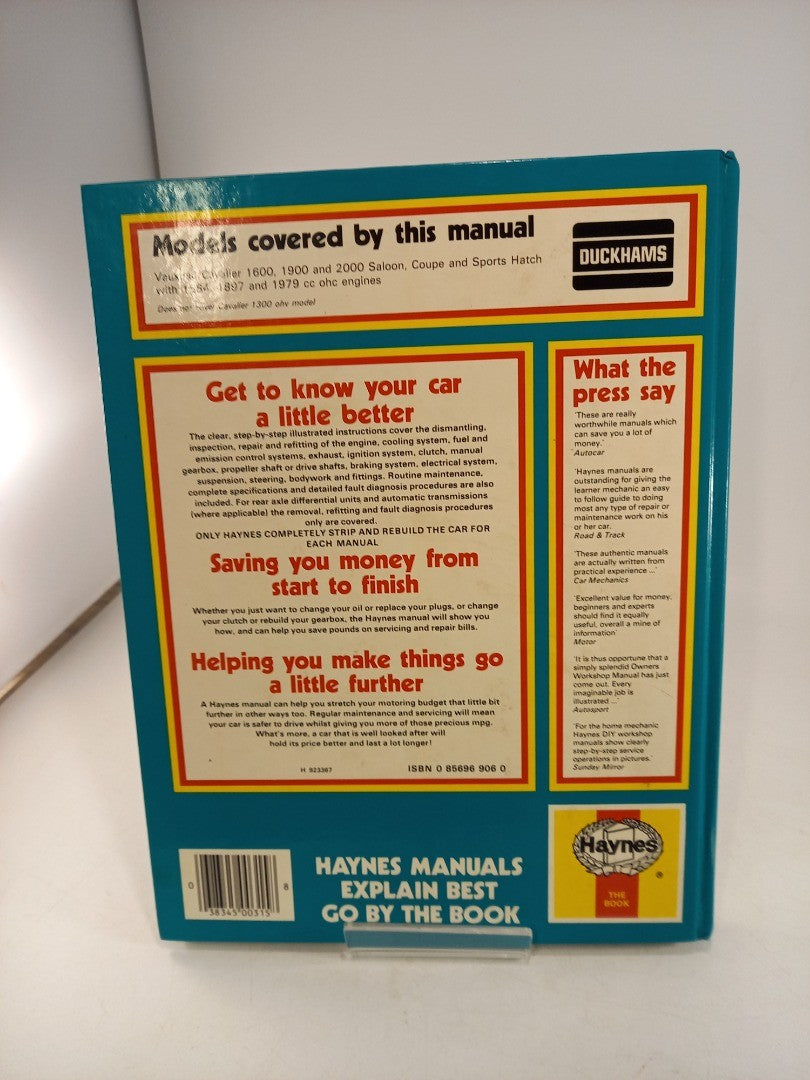 Models covered by this manual
Vauxhall Cavalier 1600, 1900 and 2000 Saloon, Coupe and Sports Hatch
with 1584, 1897 and 1979 cc ohc engines
Does not cover Cavalier 1300 ohv model
DUCKHAMS
Get to know your car
a little better
The clear, step-by-step illustrated instructions cover the dismantling,
inspection, repair and refitting of the engine, cooling system, fuel and
emission control systems, exhaust, ignition system, clutch, manual
gearbox, propeller shaft or drive shafts, braking system, electrical system,
suspension, steering, bodywork and fittings. Routine maintenance,
complete specifications and detailed fault diagnosis procedures are also
included. For rear axle differential units and automatic transmissions
(where applicable) the removal, refitting and fault diagnosis procedures
only are covered.
ONLY HAYNES COMPLETELY STRIP AND REBUILD THE CAR FOR
EACH MANUAL
Saving you money from
start to finish
Whether you just want to change your oil or replace your plugs, or change
your clutch or rebuild your gearbox, the Haynes manual will show you
how, and can help you save pounds on servicing and repair bills.
Helping you make things go
a little further
A Haynes manual can help you stretch your motoring budget that little bit
further in other ways too. Regular maintenance and servicing will mean
your car is safer to drive whilst giving you more of those precious mpg.
What's more, a car that is well looked after will
hold its price better and last a lot longer!
H 923367
ISBN 0 85696 906 0
What the
press say
'These are really
worthwhile manuals which
can save you a lot of
money.'
Autocar
'Haynes manuals are
outstanding for giving the
learner mechanic an easy
to follow guide to doing
most any type of repair or
maintenance work on his
or her car.
Road & Track
'These authentic manuals
are actually written from
practical experience ...'
Car Mechanics
'Excellent value for money,
beginners and experts
should find it equally
useful, overall a mine of
information
Motor
'It is thus opportune that a
simply splendid Owners
Workshop Manual has just
come out. Every
imaginable job is
illustrated ...'
Autosport
'For the home mechanic
Haynes DIY workshop
manuals show clearly
step-by-step service
operations in pictures.'
Sunday Mirror
0 38345 00315 8
HAYNES MANUALS
EXPLAIN BEST
GO BY THE BOOK
Haynes
®
THE
BOOK